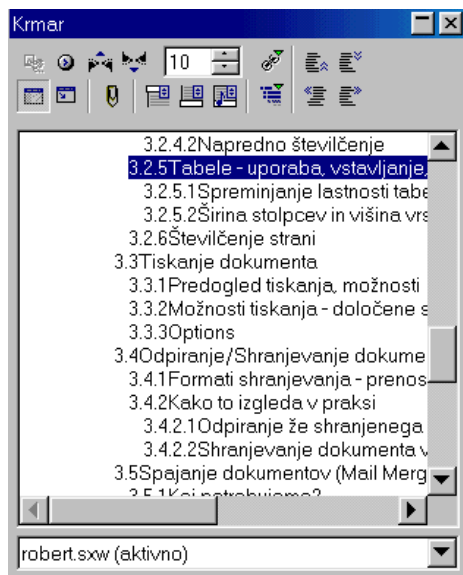 Krmar
10
3.2.4.2Napredno številčenje
3.2.5Tabele - uporaba, vstavljanje,
3.2.5.1Spreminjanje lastnosti tabe
3.2.5.2Širina stolpcev in višina vrs
3.2.6Številčenje strani
3.3Tiskanje dokumenta
3.3.1Predogled tiskanja, možnosti
3.3.2Možnosti tiskanja - določene s
3.3.3Options
3.4Odpiranje/Shranjevanje dokume
3.4.1Formati shranjevanja - prenos
3.4.2Kako to izgleda v praksi
3.4.2.1Odpiranje že shranjenega
3.4.2.2Shranjevanje dokumenta v
3.5Spajanje dokumentov (Mail Merg
3.5.1Kaj potrebujemo?
robert.sxw (aktivno)